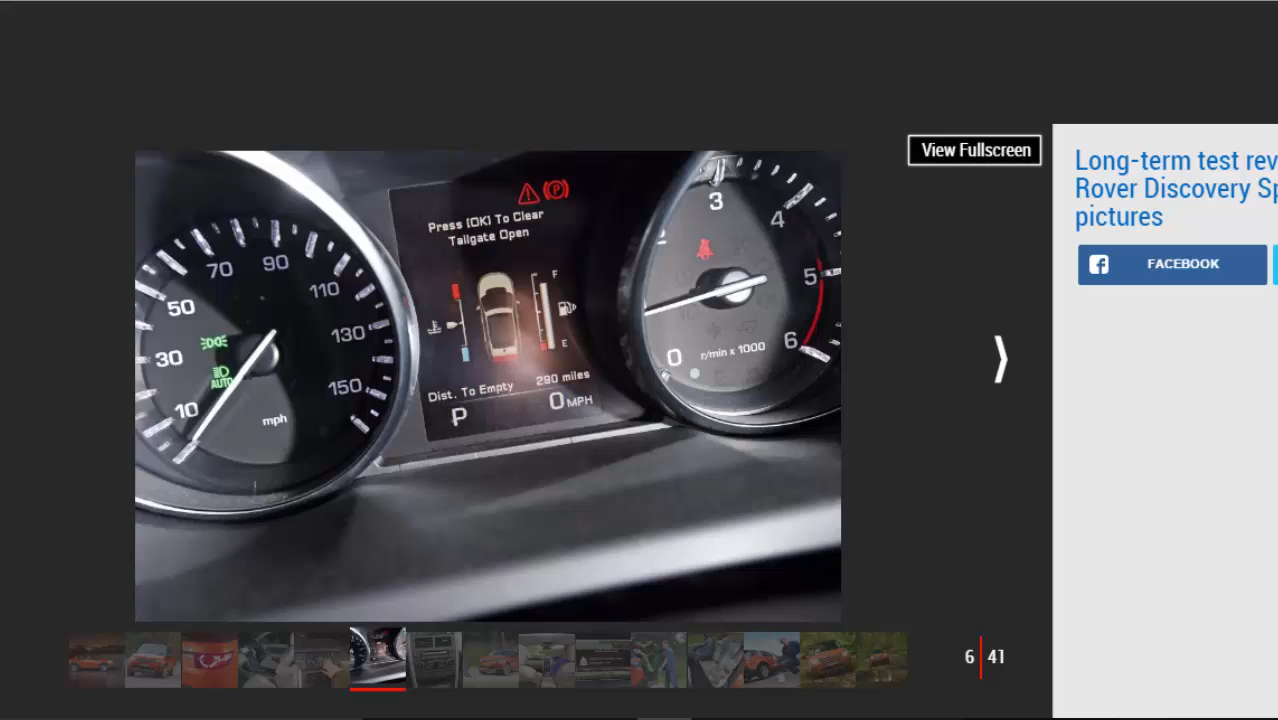 View Fullscreen
Long-term test rev
Rover Discovery Sp
pictures
FACEBOOK
Press [OK] To Clear
Tailgate Open
F
E
Dist. To Empty 290 miles
P 0 MPH
10
30
50
70
90
110
130
150
mph
AUTO
0
3
4
5
6
r/min x 1000
6 41